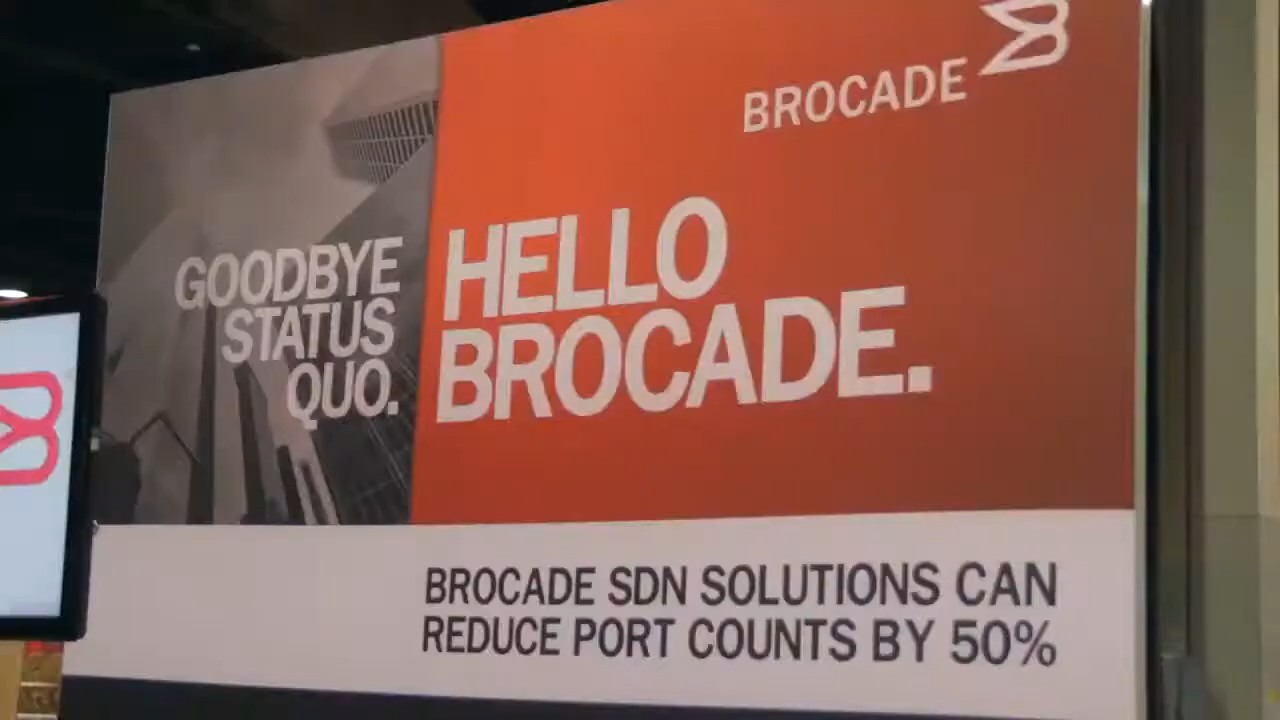 BROCADE
GOODBYE
STATUS
QUO.
HELLO
BROCADE.
BROCADE SDN SOLUTIONS CAN
REDUCE PORT COUNTS BY 50%